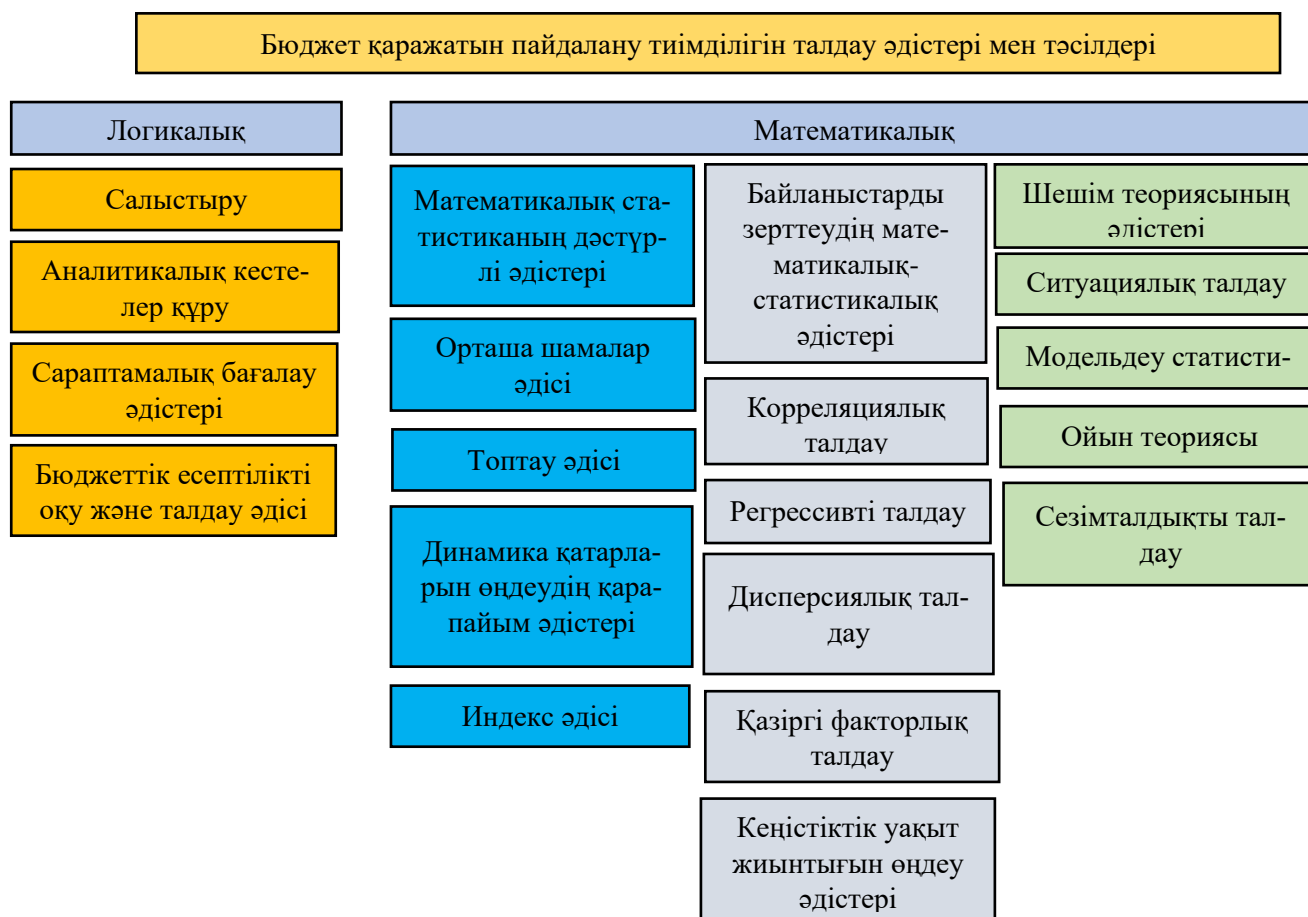 Бюджет қаражатын пайдалану тиімділігін талдау әдістері мен тәсілдері
Логикалық
Салыстыру
Аналитикалық кесте-
лер құру
Сараптамалық бағалау
әдістері
Бюджеттік есептілікті
оқу және талдау әдісі
Математикалық
Математикалық ста-
тистиканың дәстүр-
лі әдістері
Орташа шамалар
әдісі
Топтау әдісі
Динамика қатарла-
рын өңдеудің қара-
пайым әдістері
Индекс әдісі
Байланыстарды
зерттеудің мате-
матикалық-
статистикалық
әдістері
Корреляциялық
талдау
Регрессивті талдау
Дисперсиялық тал-
дау
Қазіргі факторлық
талдау
Кеңістіктік уақыт
жиынтығын өңдеу
әдістері
Шешім теориясының
әдістері
Ситуациялық талдау
Модельдеу статисти-
Ойын теориясы
Сезімталдықты тал-
дау